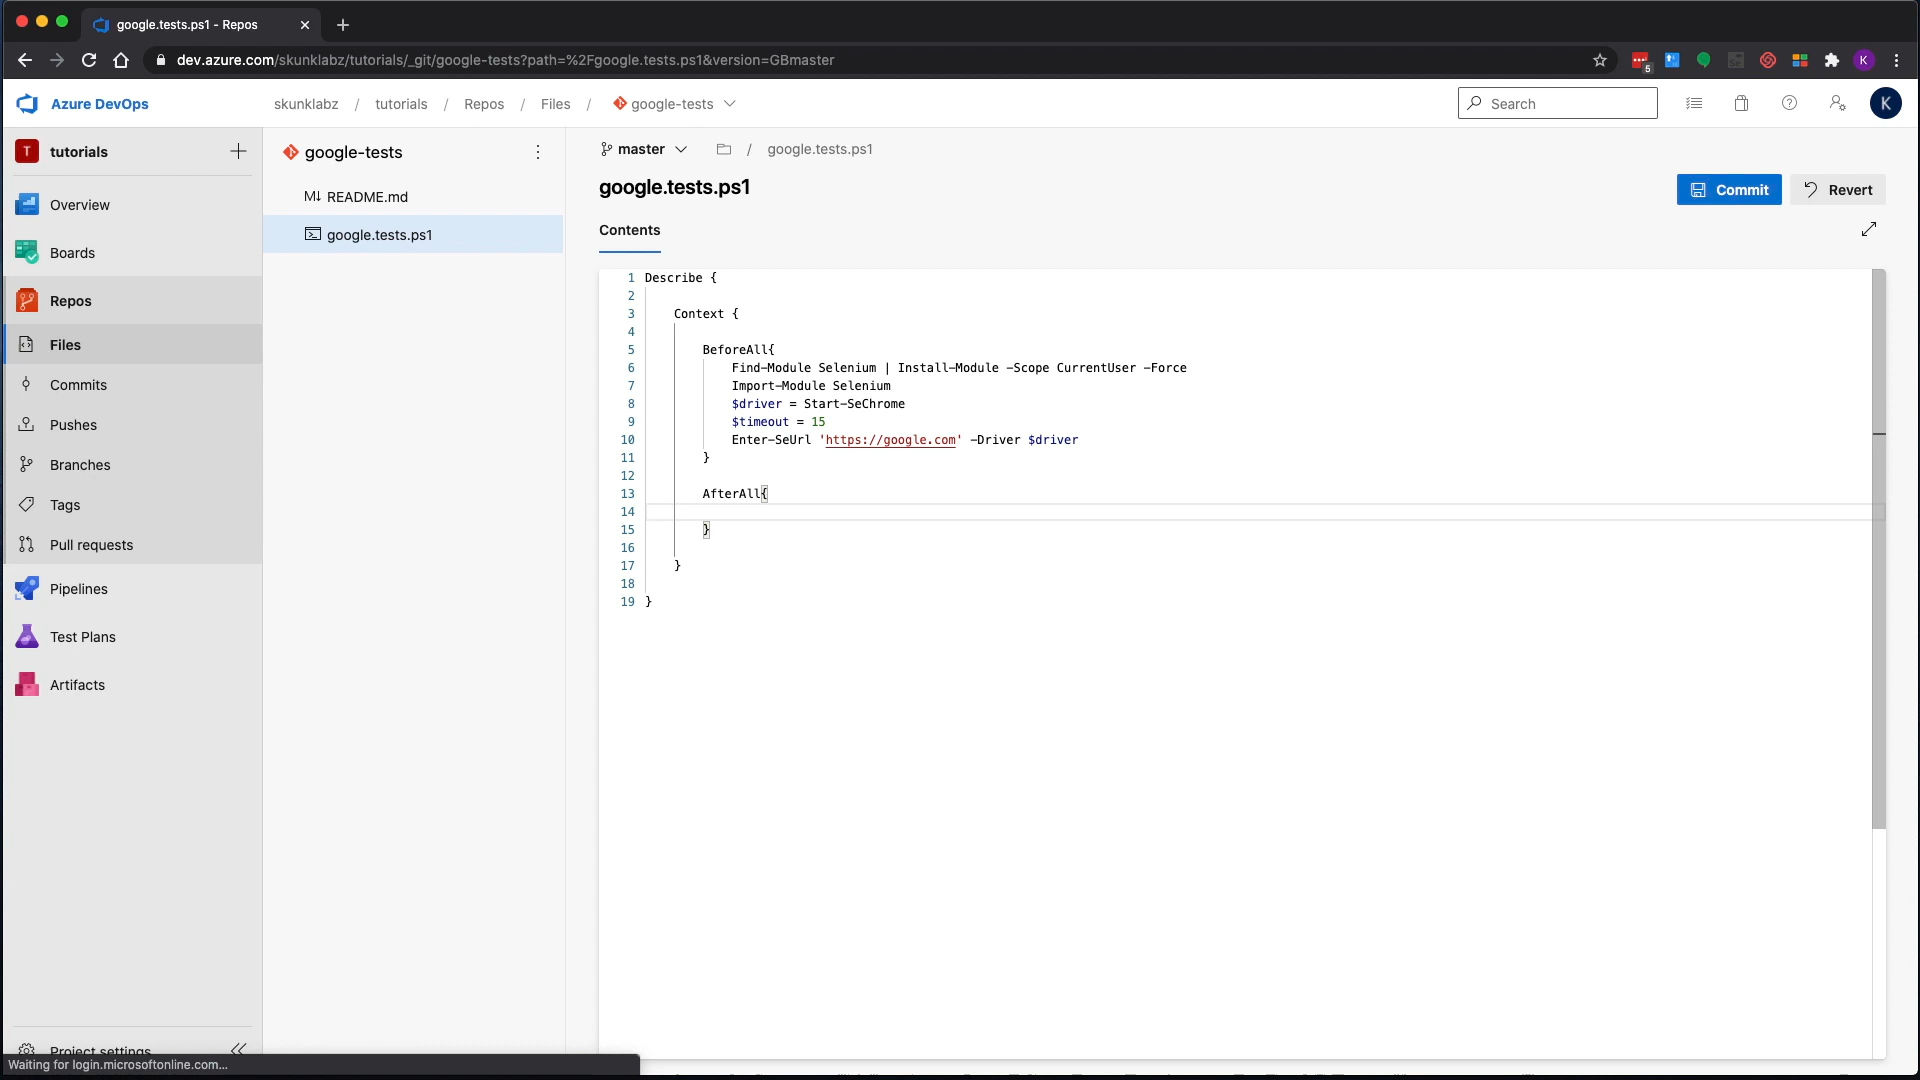 google.tests.ps1 - Repos
dev.azure.com/skunklabz/tutorials/_git/google-tests?path=%2Fgoogle.tests.ps1&version=GBmaster
5
K
Azure DevOps
skunklabz / tutorials / Repos / Files / google-tests
Search
K
T tutorials
Overview
Boards
Repos
Files
Commits
Pushes
Branches
Tags
Pull requests
Pipelines
Test Plans
Artifacts
Project settings
Waiting for login.microsoftonline.com...
google-tests
M↓ README.md
google.tests.ps1
master / google.tests.ps1
google.tests.ps1
Commit
Revert
Contents
1 Describe {
2
3 Context {
4
5 BeforeAll{
6 Find-Module Selenium | Install-Module -Scope CurrentUser -Force
7 Import-Module Selenium
8 $driver = Start-SeChrome
9 $timeout = 15
10 Enter-SeUrl 'https://google.com' -Driver $driver
11 }
12
13 AfterAll{
14
15 }
16
17 }
18
19 }